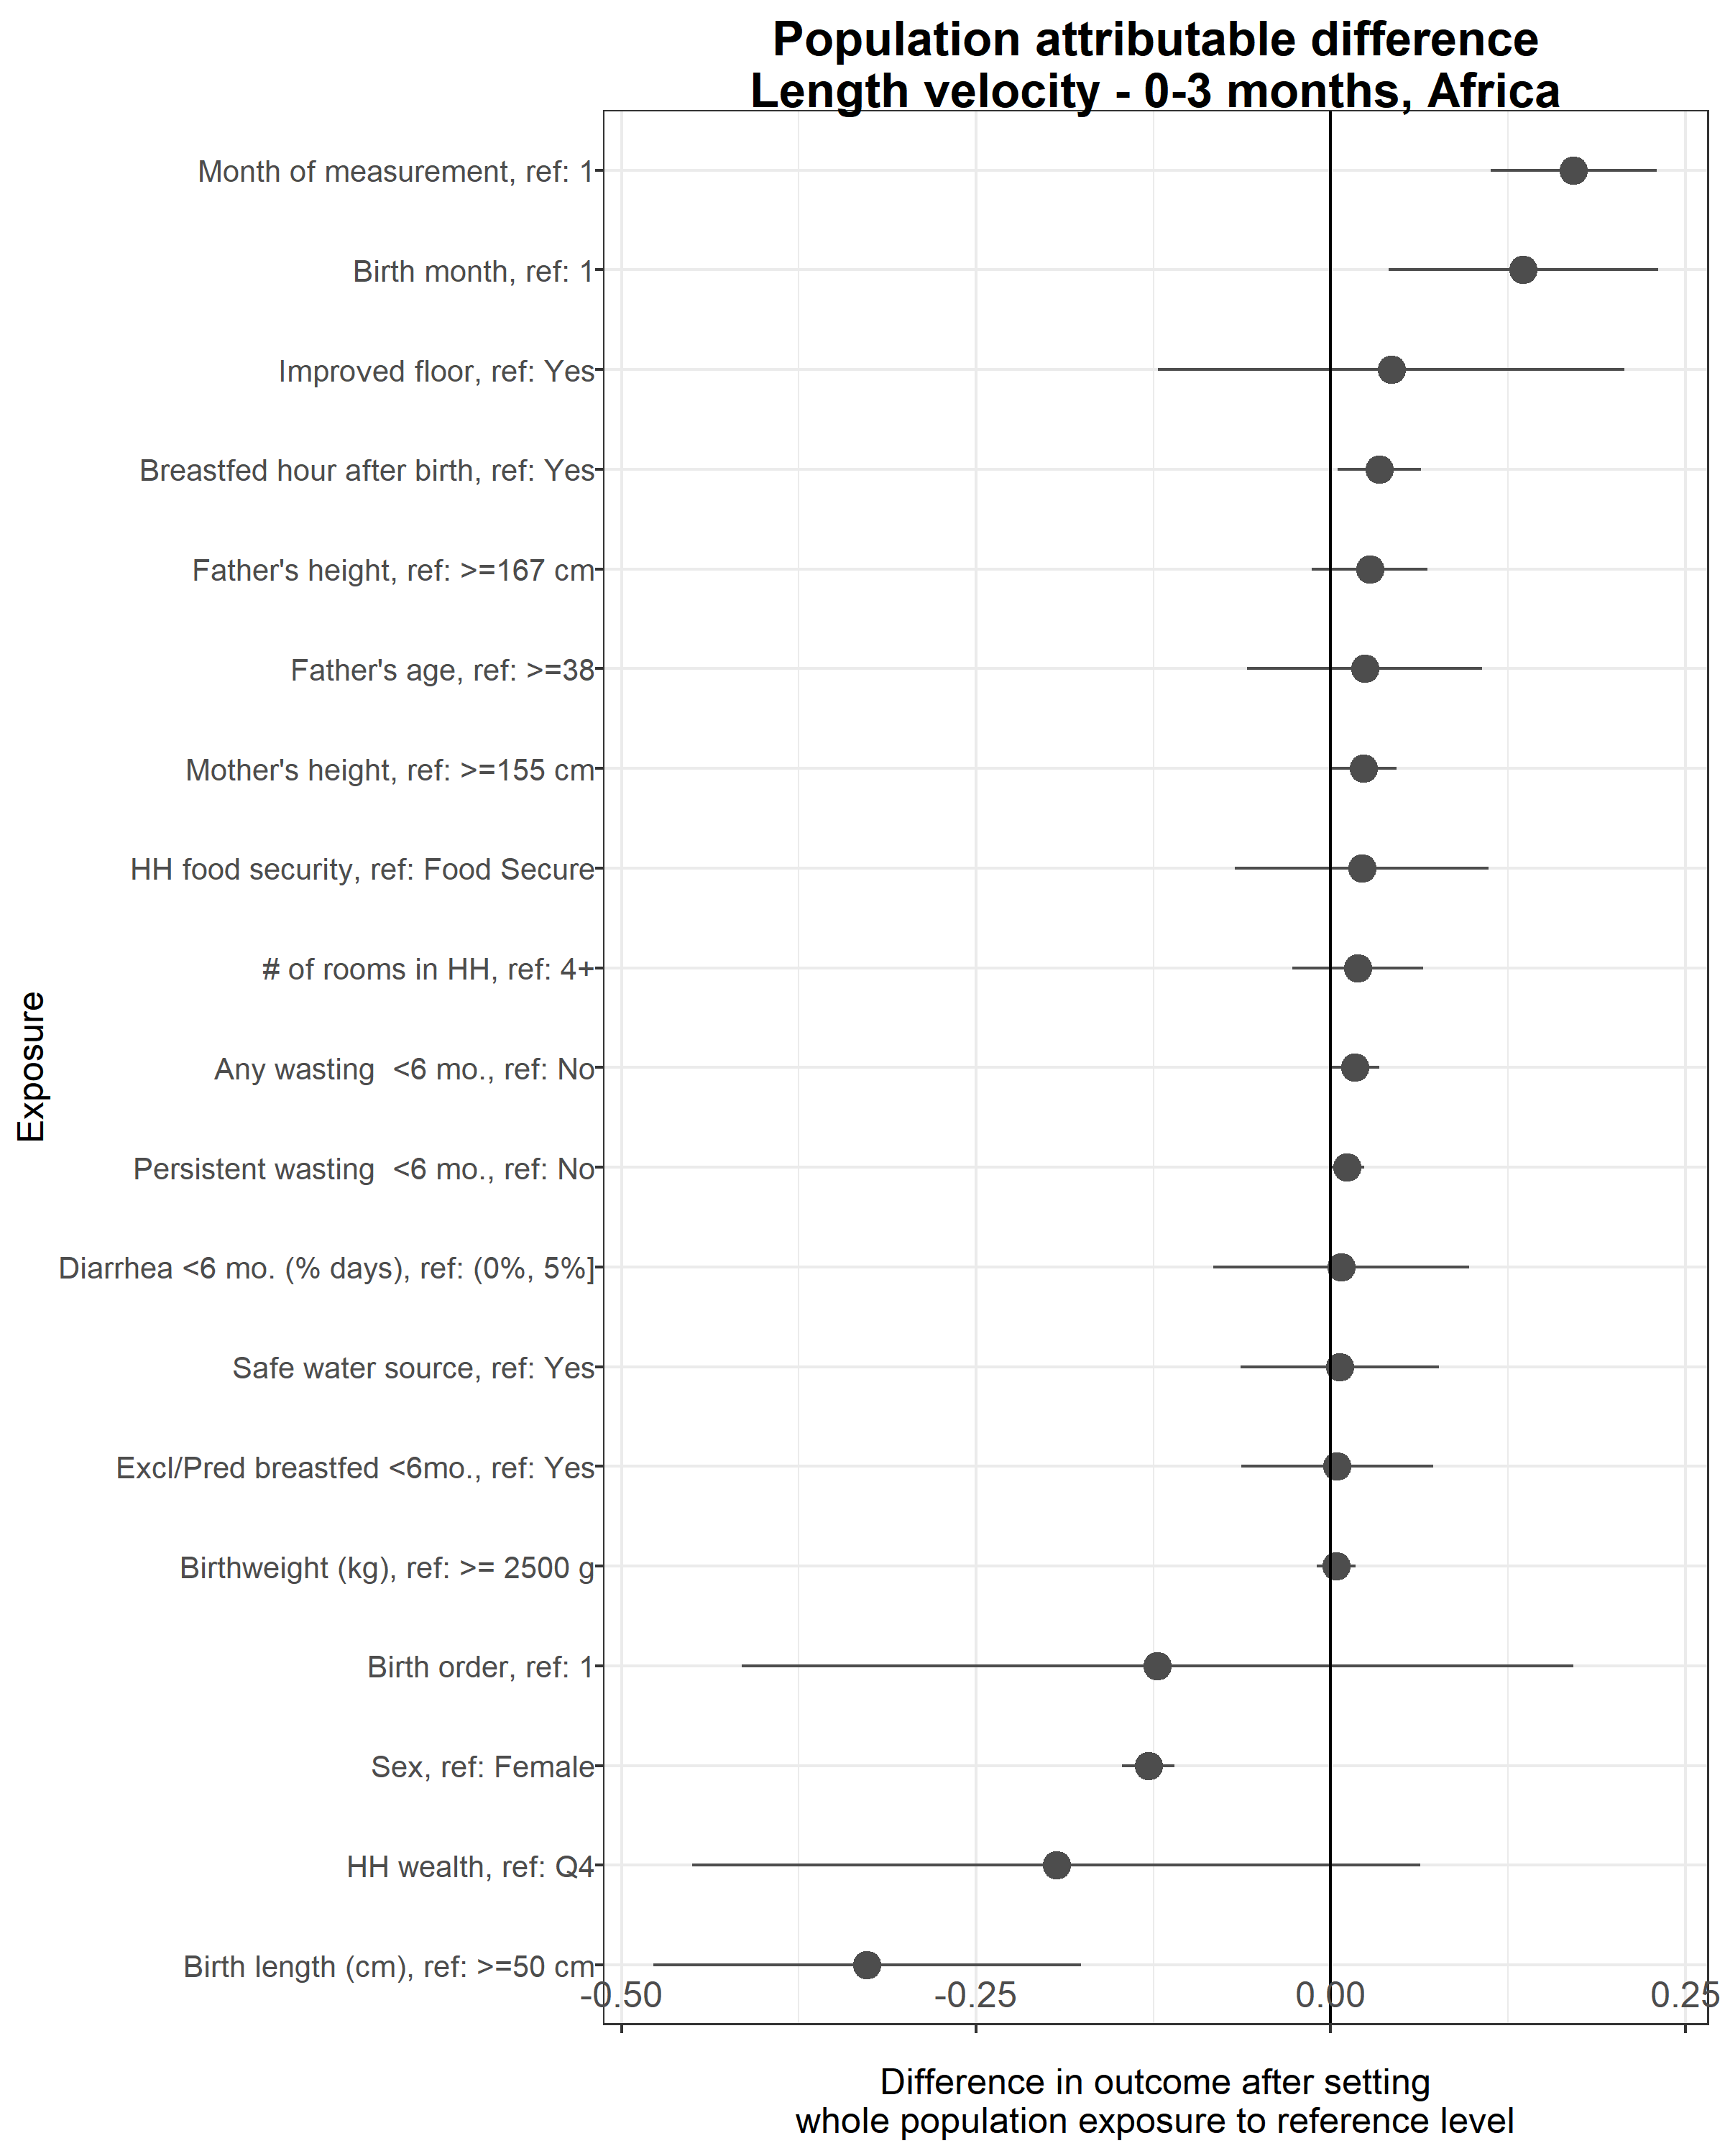 Population attributable difference
Length velocity - 0-3 months, Africa
Month of measurement, ref: 1
Birth month, ref: 1
Improved floor, ref: Yes
Breastfed hour after birth, ref: Yes
Father's height, ref: >=167 cm
Father's age, ref: >=38
Mother's height, ref: >=155 cm
HH food security, ref: Food Secure
# of rooms in HH, ref: 4+
Any wasting  <6 mo., ref: No
Persistent wasting  <6 mo., ref: No
Diarrhea <6 mo. (% days), ref: (0%, 5%]
Safe water source, ref: Yes
Excl/Pred breastfed <6mo., ref: Yes
Birthweight (kg), ref: >= 2500 g
Birth order, ref: 1
Sex, ref: Female
HH wealth, ref: Q4
Birth length (cm), ref: >=50 cm
Exposure
-0.50
-0.25
0.00
0.25
Difference in outcome after setting
whole population exposure to reference level